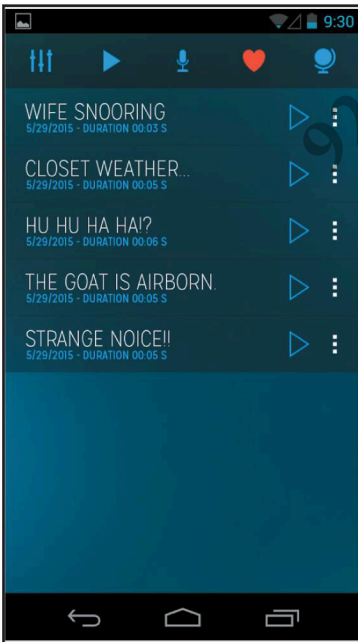 9:30
WIFE SNOORING
5/29/2015 - DURATION 00:03 S
CLOSET WEATHER...
5/29/2015 - DURATION 00:05 S
HU HU HA HA!?
5/29/2015 - DURATION 00:06 S
THE GOAT IS AIRBORN.
5/29/2015 - DURATION 00:05 S
STRANGE NOICE!!
5/29/2015 - DURATION 00:05 S